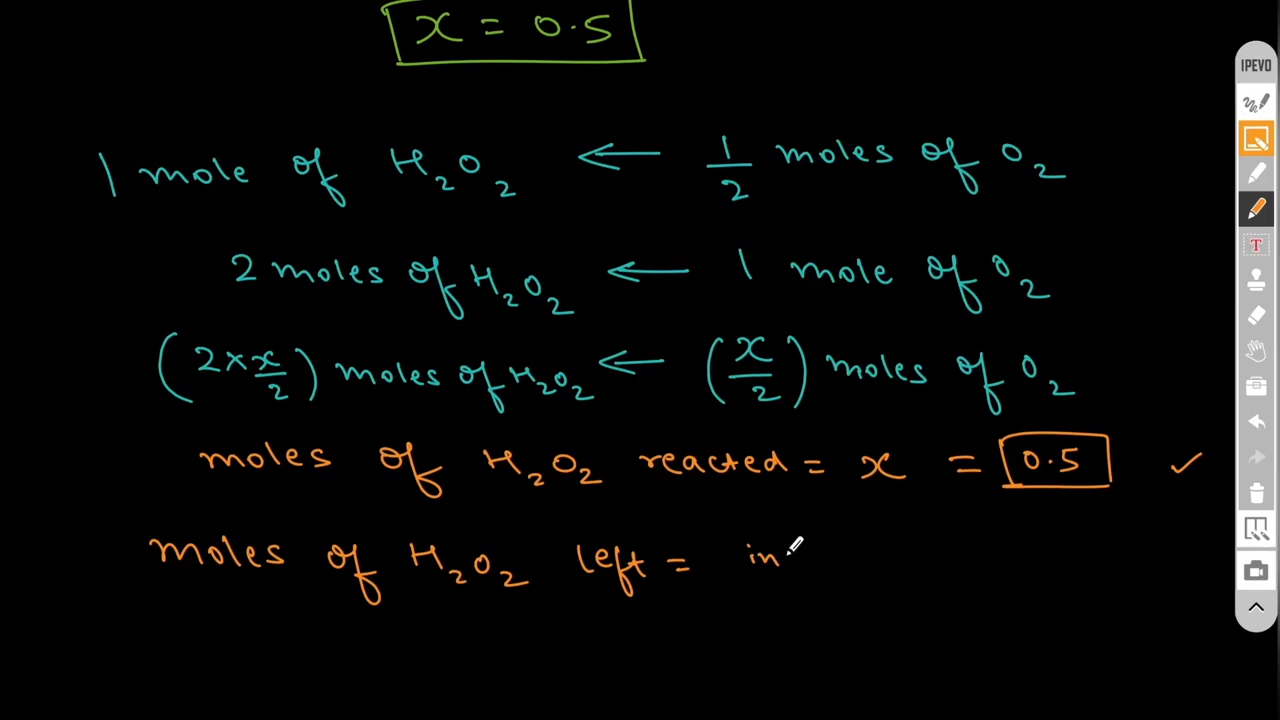 x = 0.5
1 mole of H₂O₂ ← 1/2 moles of O₂
2 moles of H₂O₂ ← 1 mole of O₂
(2 × x/2) moles of H₂O₂ ← (x/2) moles of O₂
moles of H₂O₂ reacted = x = 0.5 ✓
moles of H₂O₂ left = in
IPEVO
T